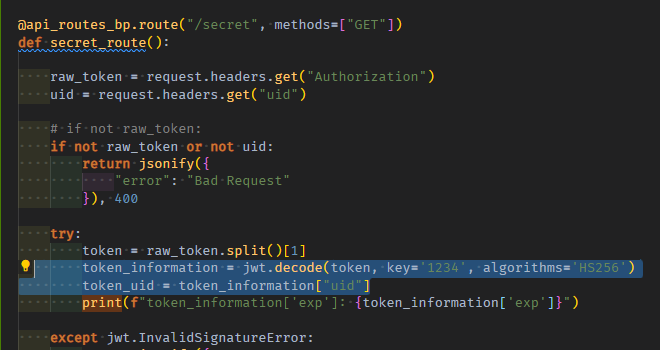 @api_routes_bp.route("/secret", methods=["GET"])
def secret_route():
raw_token = request.headers.get("Authorization")
uid = request.headers.get("uid")
# if not raw_token:
if not raw_token or not uid:
return jsonify({
"error": "Bad Request"
}), 400
try:
token = raw_token.split()[1]
token_information = jwt.decode(token, key='1234', algorithms='HS256')
token_uid = token_information["uid"]
print(f"token_information['exp']: {token_information['exp']}")
except jwt.InvalidSignatureError: